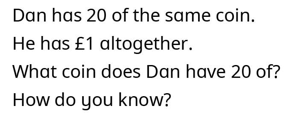 Dan has 20 of the same coin.
He has £1 altogether.
What coin does Dan have 20 of?
How do you know?